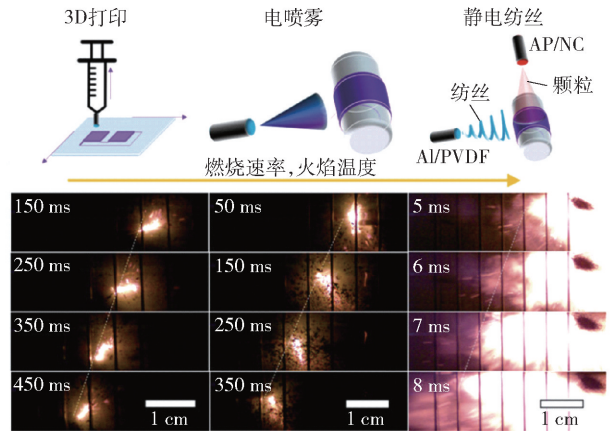 3D打印
电喷雾
静电纺丝
AP/NC
颗粒
纺丝
Al/PVDF
燃烧速率,火焰温度
150 ms
50 ms
5 ms
250 ms
150 ms
6 ms
350 ms
250 ms
7 ms
450 ms
350 ms
8 ms
1 cm
1 cm
1 cm